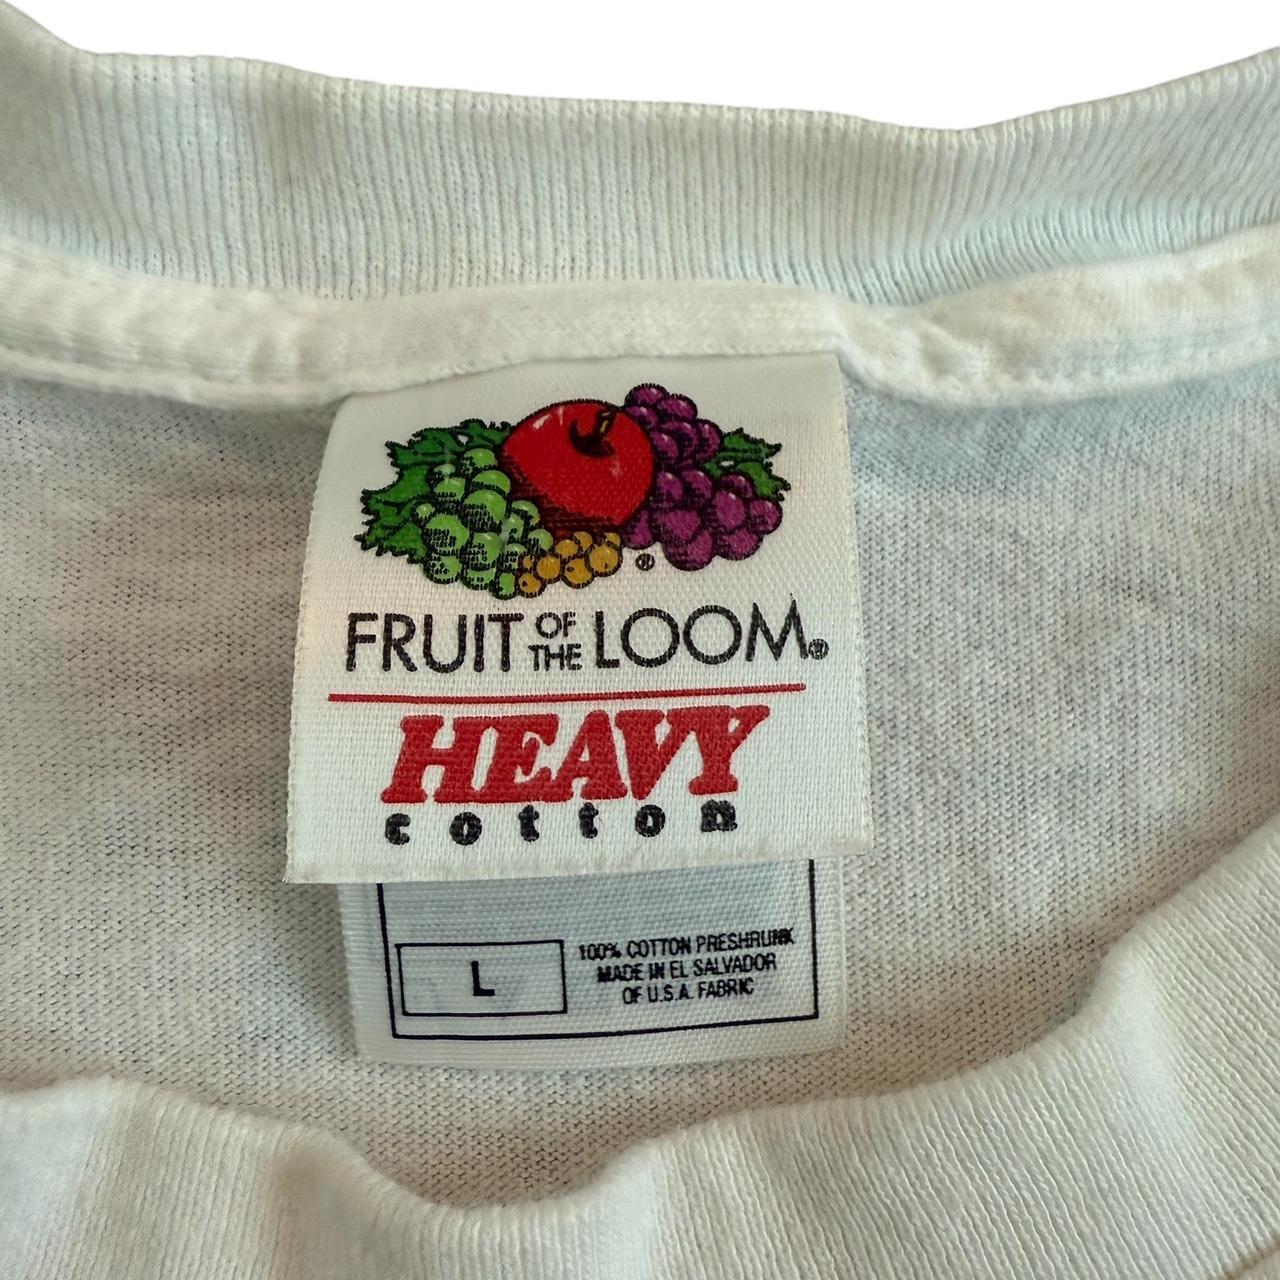 FRUIT OF THE LOOM®
HEAVY
cotton
L
100% COTTON PRESHRUNK
MADE IN EL SALVADOR
OF U.S.A. FABRIC